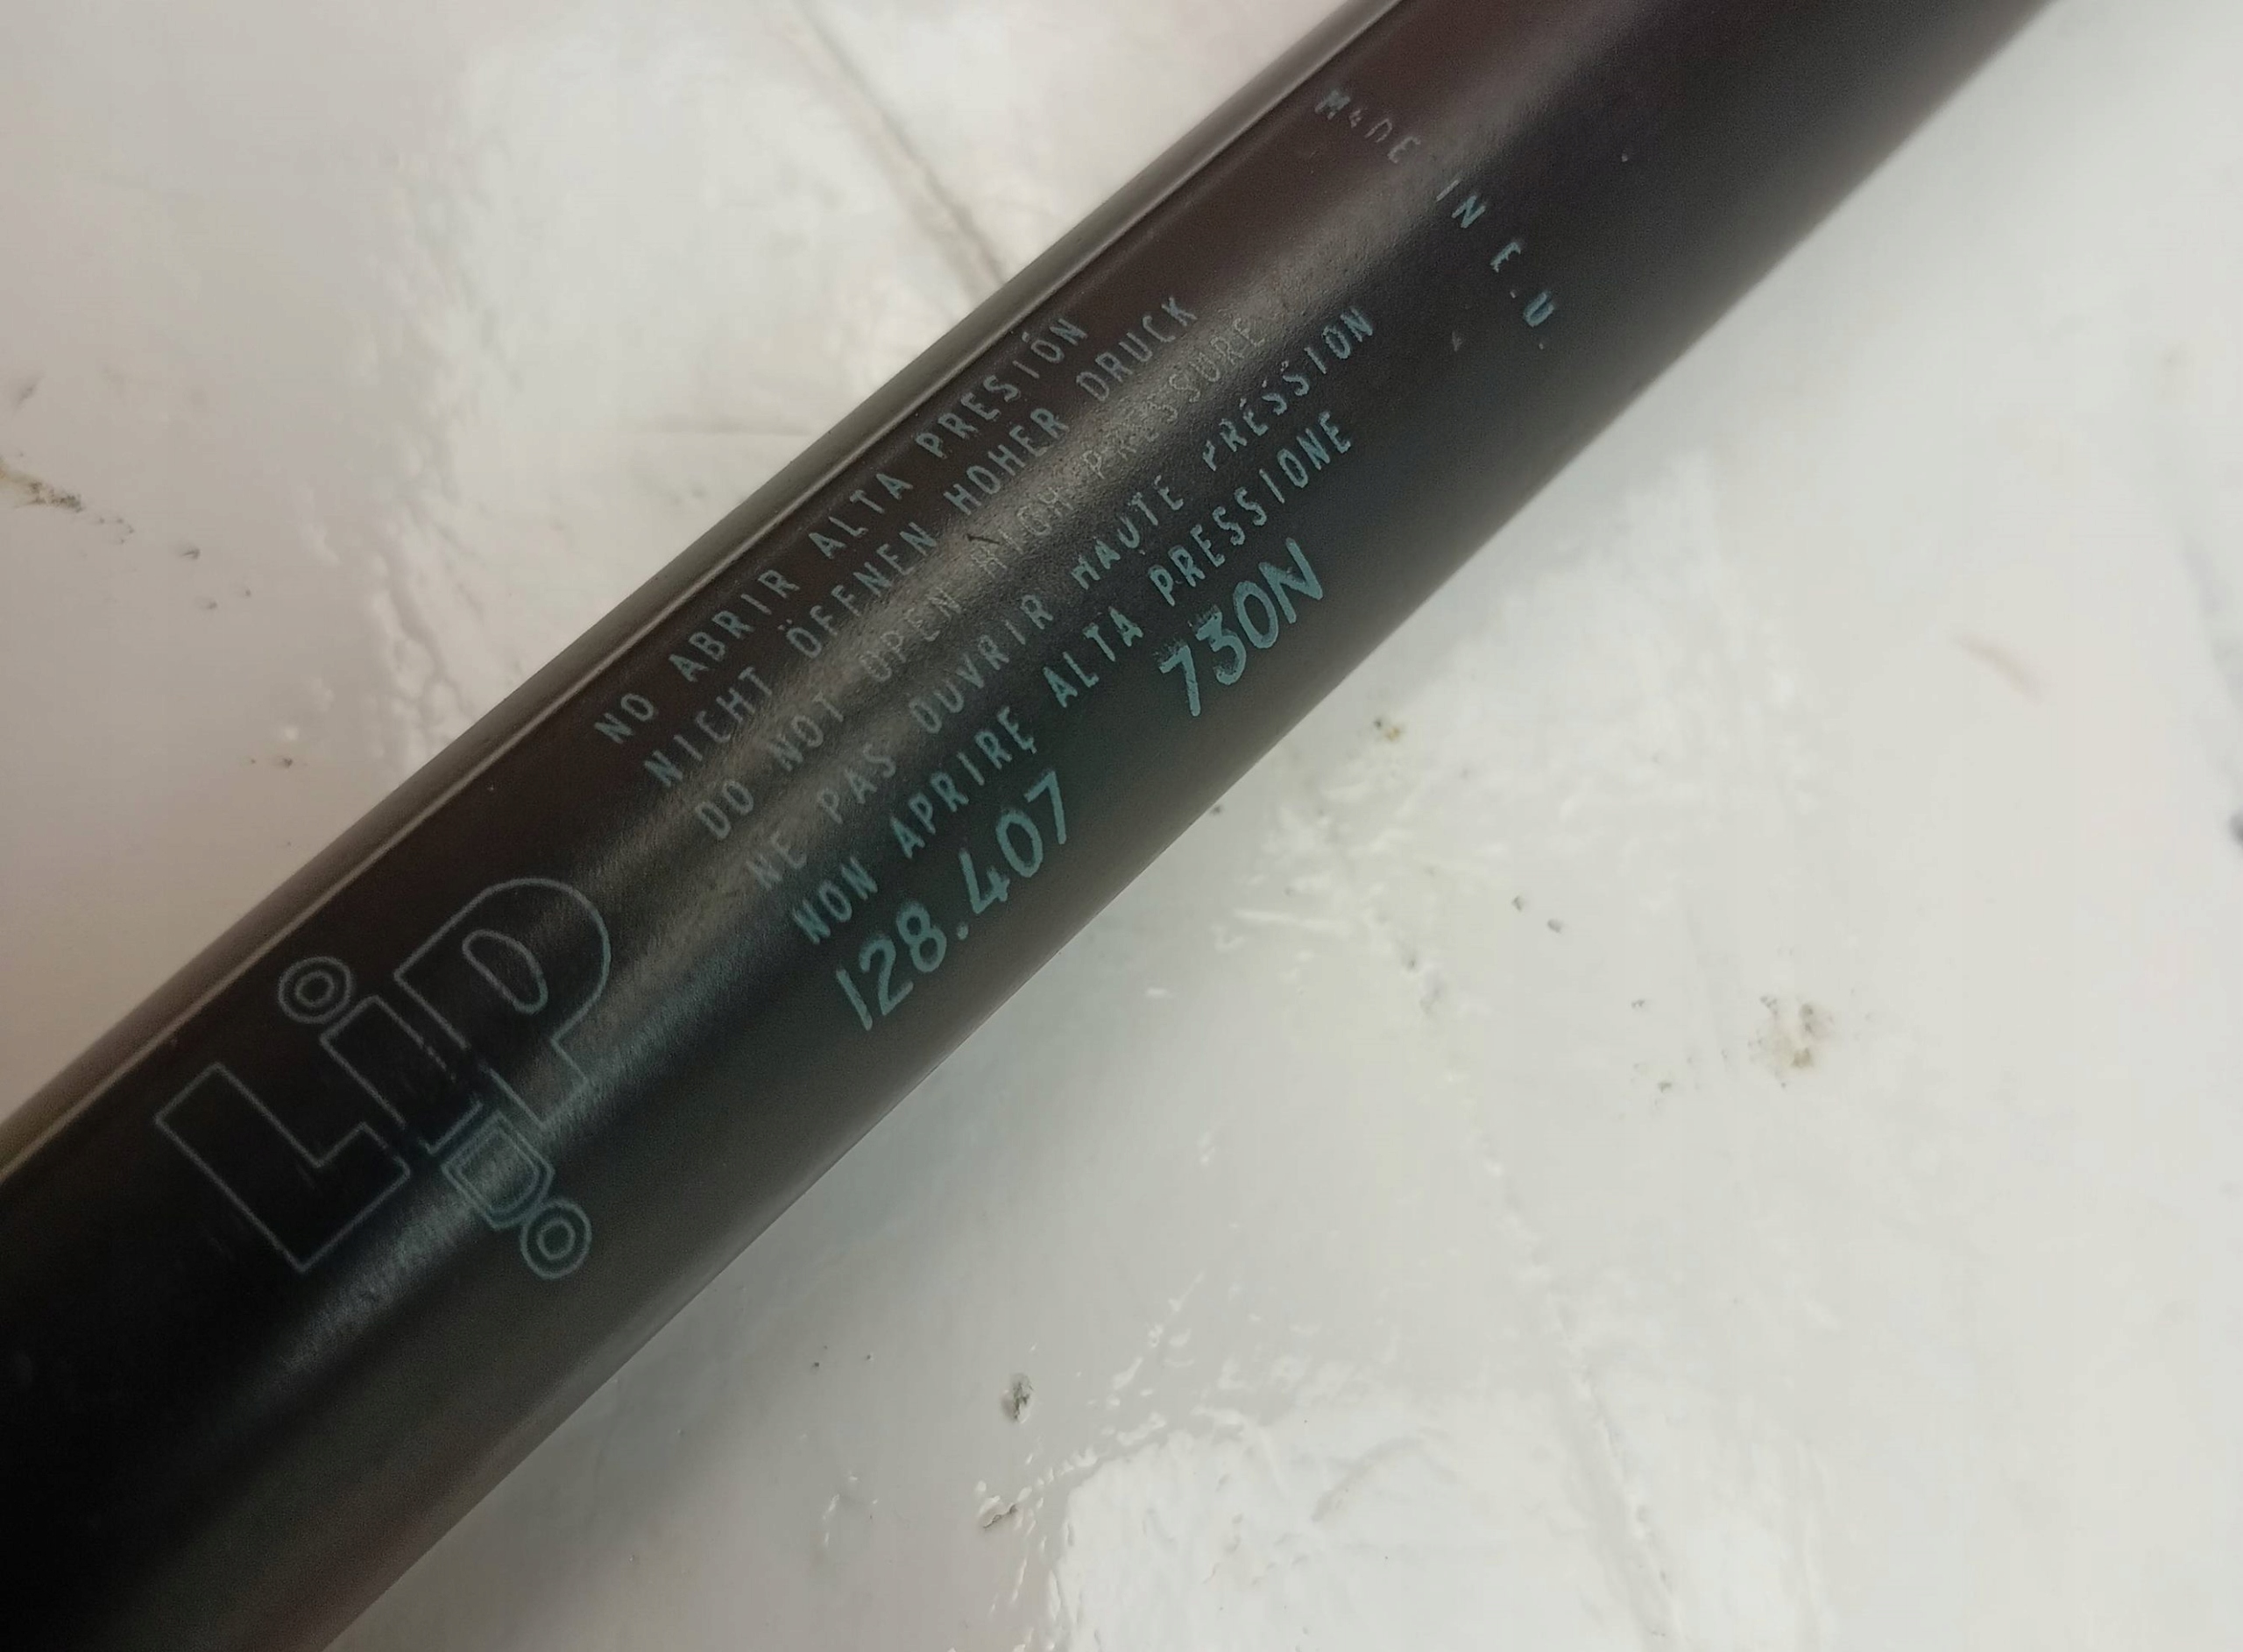 LiP
Do
NO ABRIR ALTA PRESIÓN
NICHT ÖFFNEN HOHER DRUCK
DO NOT OPEN HIGH PRESSURE
NE PAS OUVRIR HAUTE PRESSION
NON APRIRE ALTA PRESSIONE
128.407 730N
MADE IN E.U.